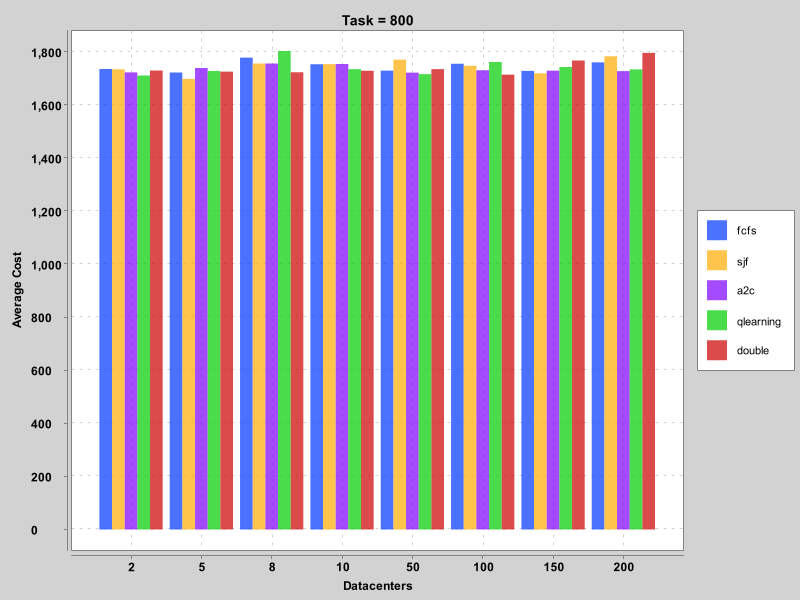 Task = 800
1,800
1,600
1,400
1,200
1,000
800
600
400
200
0
Average Cost
2 5 8 10 50 100 150 200
Datacenters
fcfs
sjf
a2c
qlearning
double